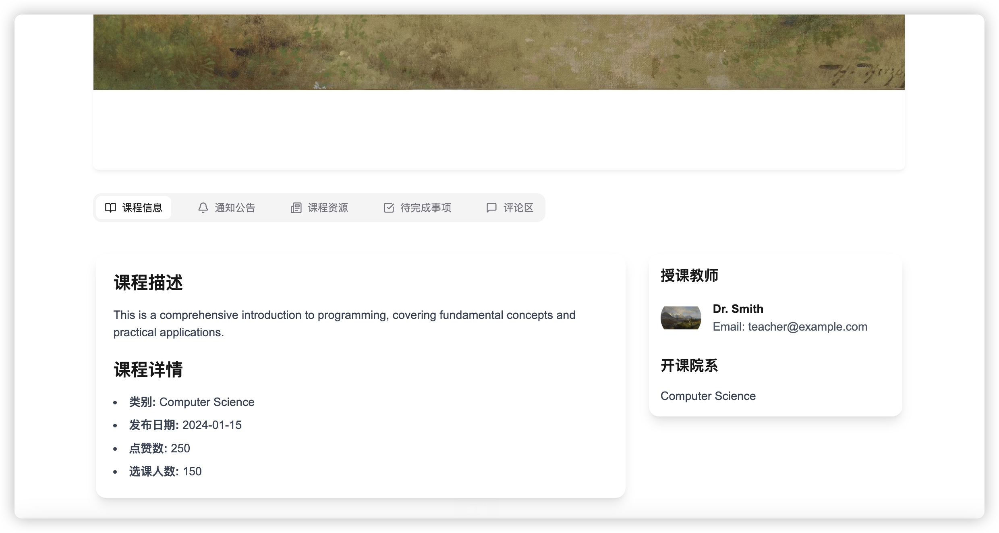 课程信息
通知公告
课程资源
待完成事项
评论区
课程描述
This is a comprehensive introduction to programming, covering fundamental concepts and
practical applications.
课程详情
• 类别: Computer Science
• 发布日期: 2024-01-15
• 点赞数: 250
• 选课人数: 150
授课教师
Dr. Smith
Email: teacher@example.com
开课院系
Computer Science